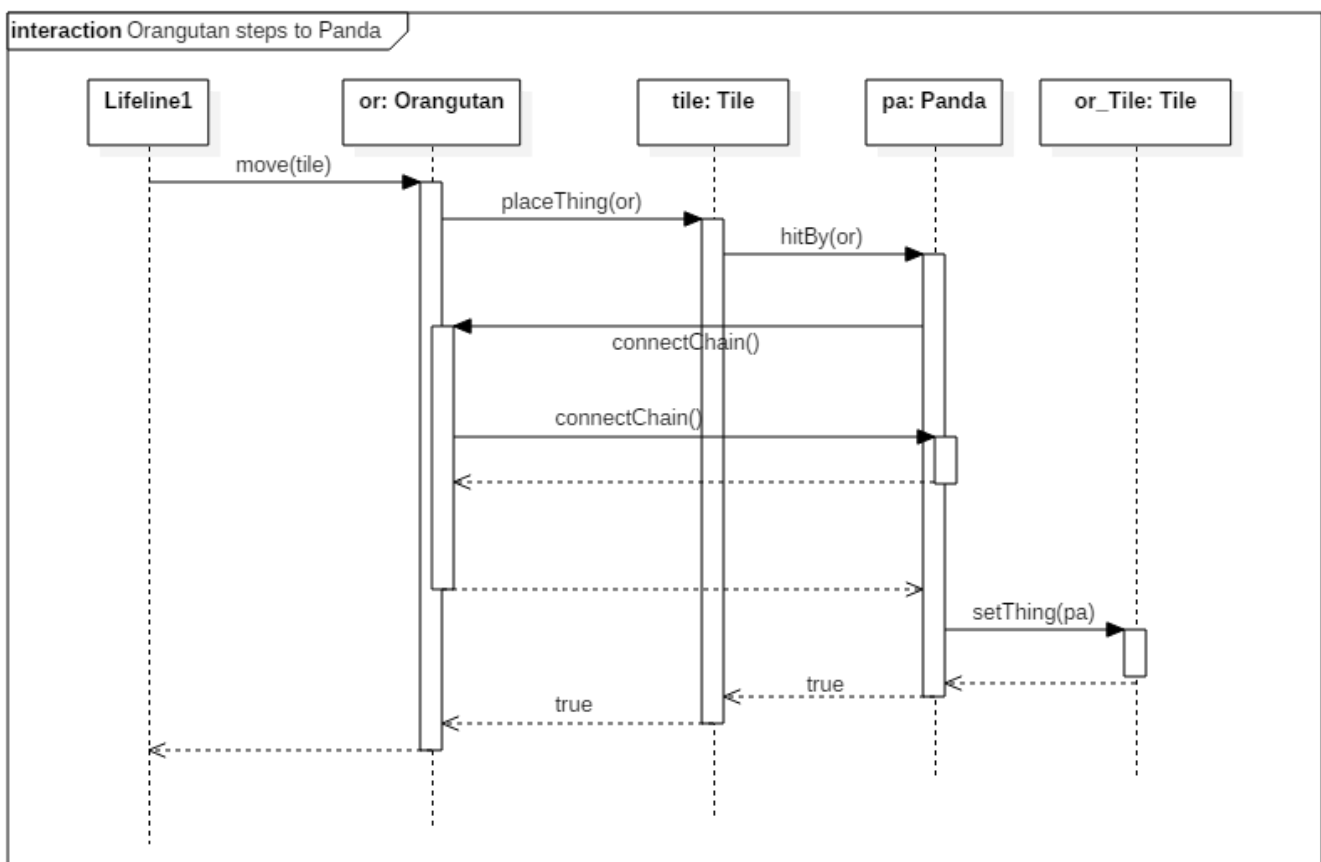 interaction Orangutan steps to Panda
Lifeline1
or: Orangutan
tile: Tile
pa: Panda
or_Tile: Tile
move(tile)
placeThing(or)
hitBy(or)
connectChain()
connectChain()
setThing(pa)
true
true